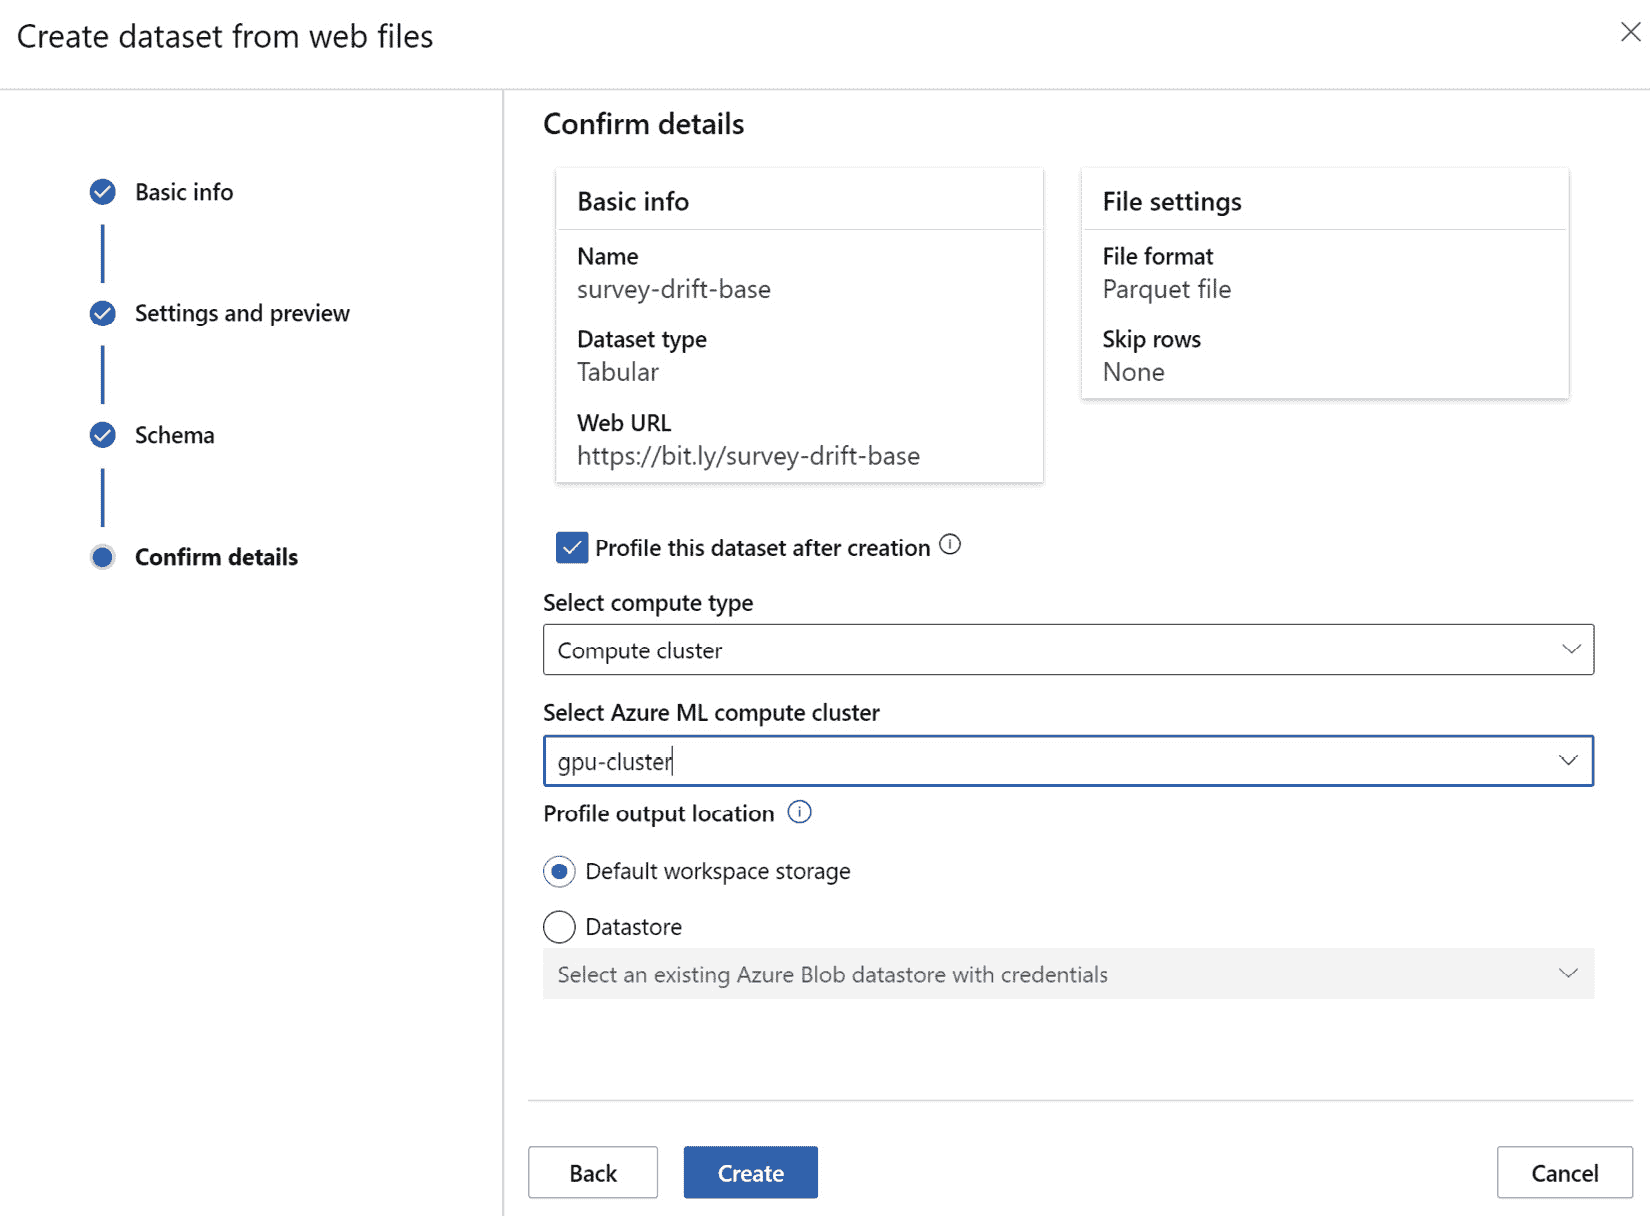 Create dataset from web files
Basic info
Settings and preview
Schema
Confirm details
Confirm details
Basic info
Name
survey-drift-base
Dataset type
Tabular
Web URL
https://bit.ly/survey-drift-base
File settings
File format
Parquet file
Skip rows
None
Profile this dataset after creation
Select compute type
Compute cluster
Select Azure ML compute cluster
gpu-cluster
Profile output location
Default workspace storage
Datastore
Select an existing Azure Blob datastore with credentials
Back
Create
Cancel